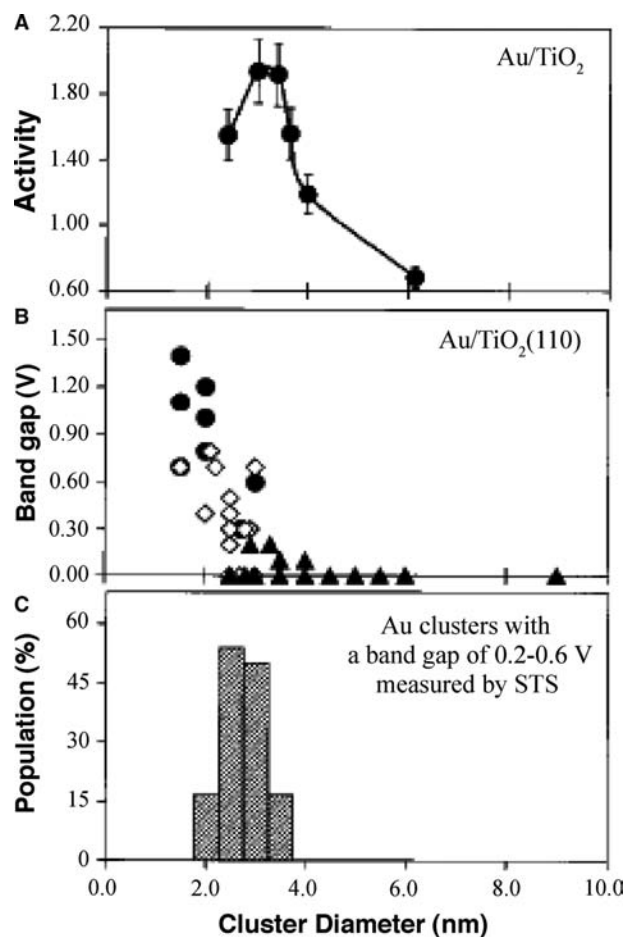 A
2.20
1.80
1.40
1.00
0.60
Activity
Au/TiO₂
B
1.50
1.20
0.90
0.60
0.30
0.00
Band gap (V)
Au/TiO₂(110)
C
60
45
30
15
0
Population (%)
Au clusters with
a band gap of 0.2-0.6 V
measured by STS
0.0 2.0 4.0 6.0 8.0 10.0
Cluster Diameter (nm)